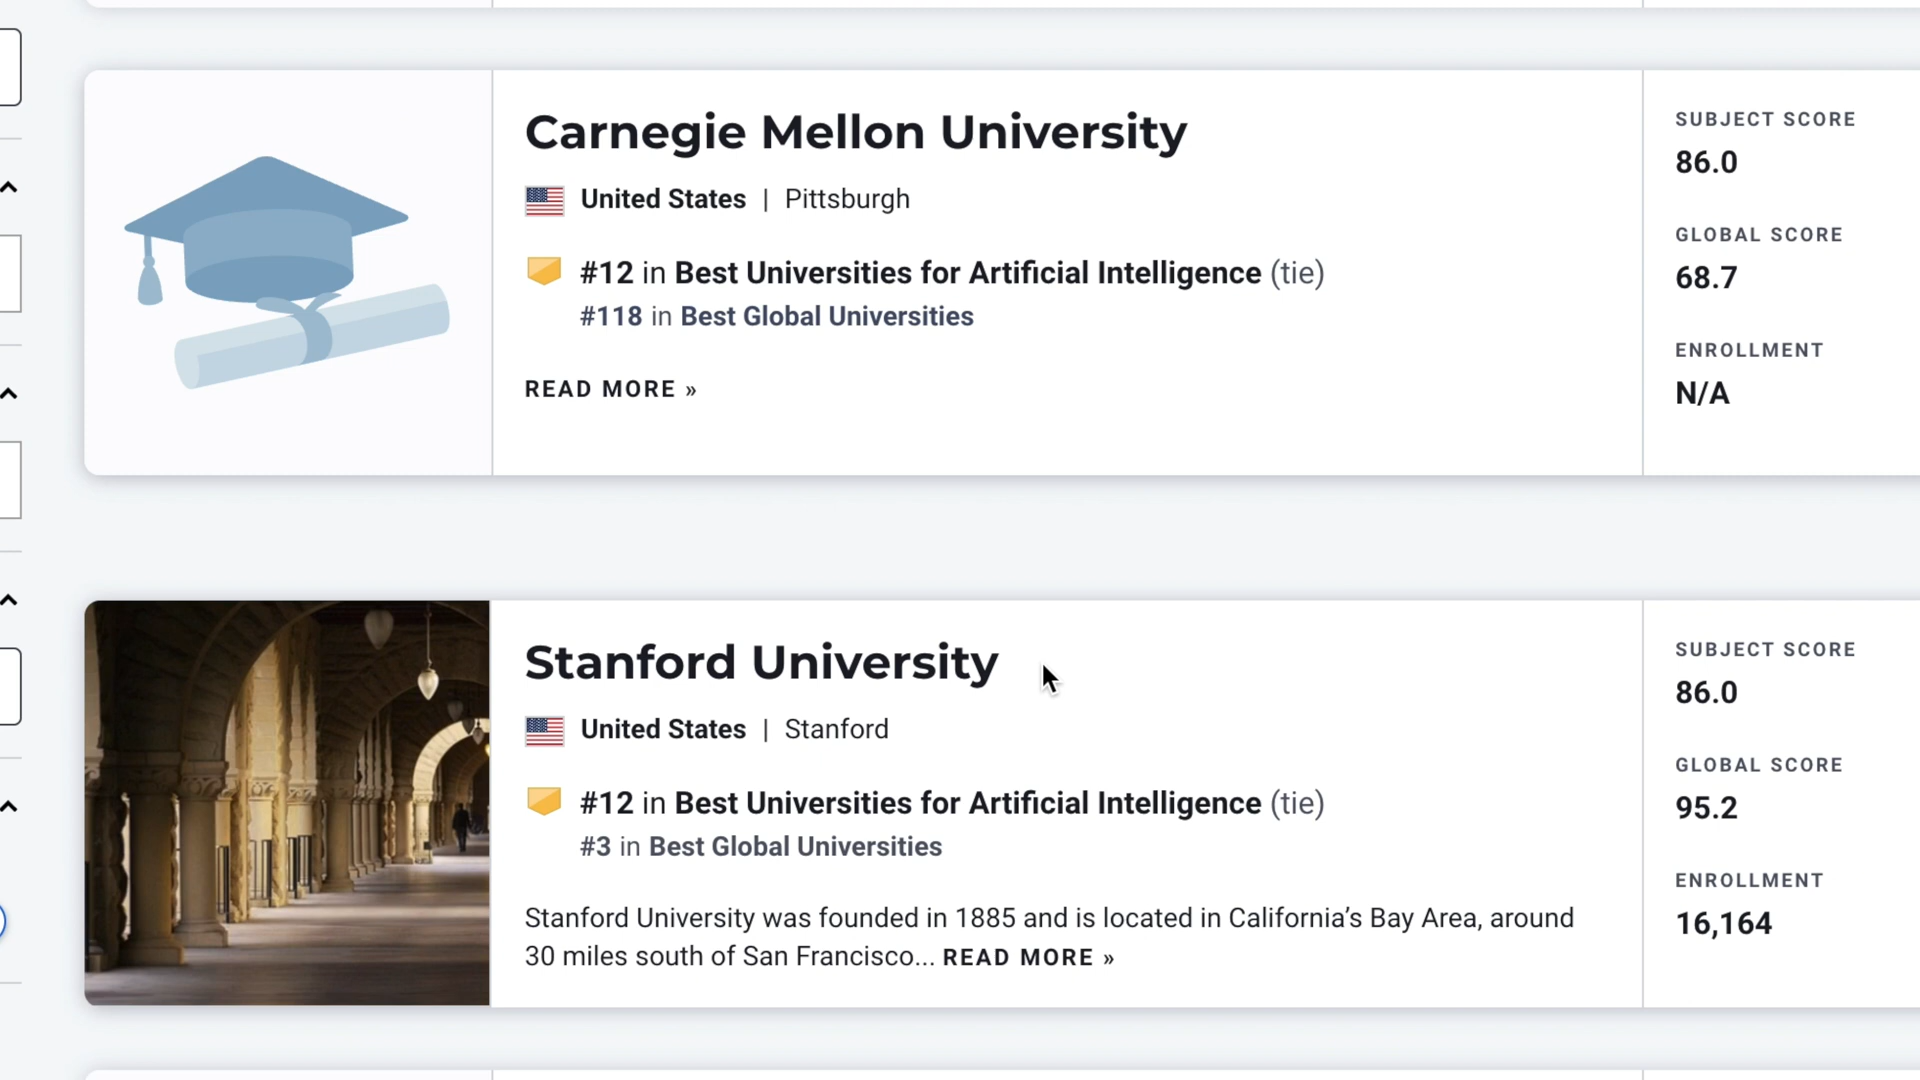 Carnegie Mellon University
United States | Pittsburgh
#12 in Best Universities for Artificial Intelligence (tie)
#118 in Best Global Universities
READ MORE »
SUBJECT SCORE
86.0
GLOBAL SCORE
68.7
ENROLLMENT
N/A
Stanford University
United States | Stanford
#12 in Best Universities for Artificial Intelligence (tie)
#3 in Best Global Universities
Stanford University was founded in 1885 and is located in California’s Bay Area, around
30 miles south of San Francisco... READ MORE »
SUBJECT SCORE
86.0
GLOBAL SCORE
95.2
ENROLLMENT
16,164